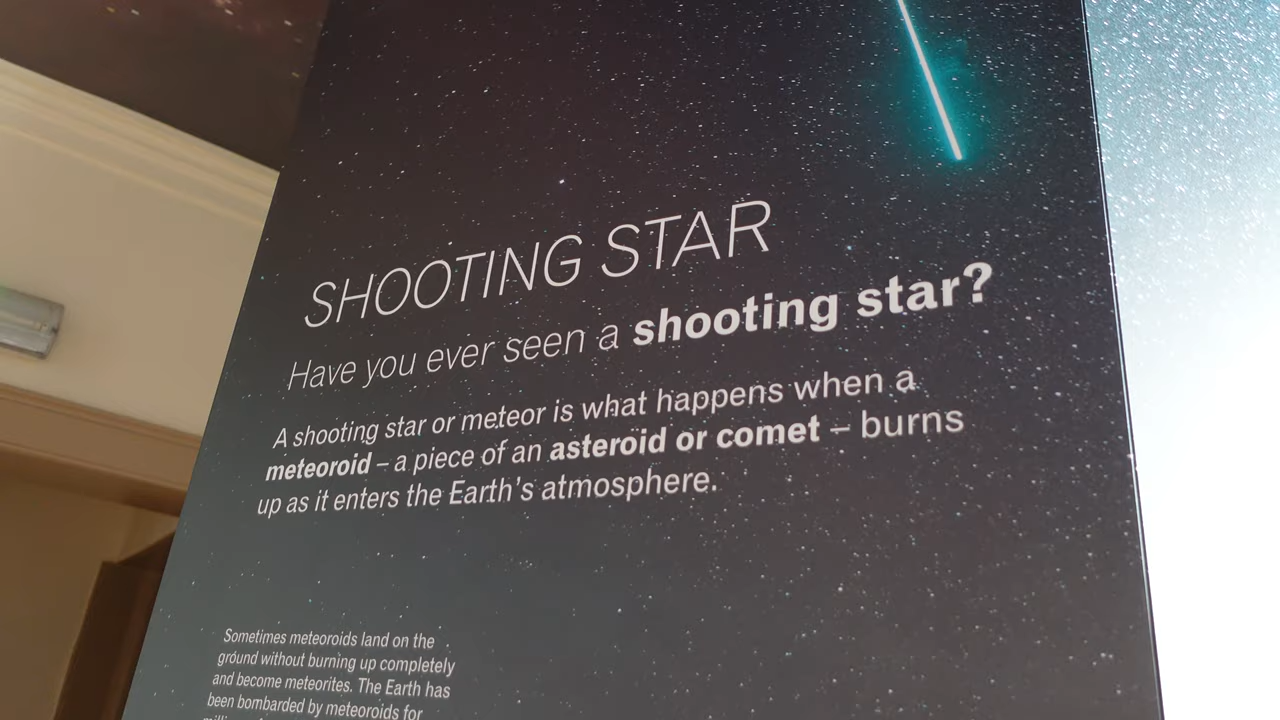 SHOOTING STAR
Have you ever seen a shooting star?
A shooting star or meteor is what happens when a
meteoroid – a piece of an asteroid or comet – burns
up as it enters the Earth's atmosphere.
Sometimes meteoroids land on the
ground without burning up completely
and become meteorites. The Earth has
been bombarded by meteoroids for